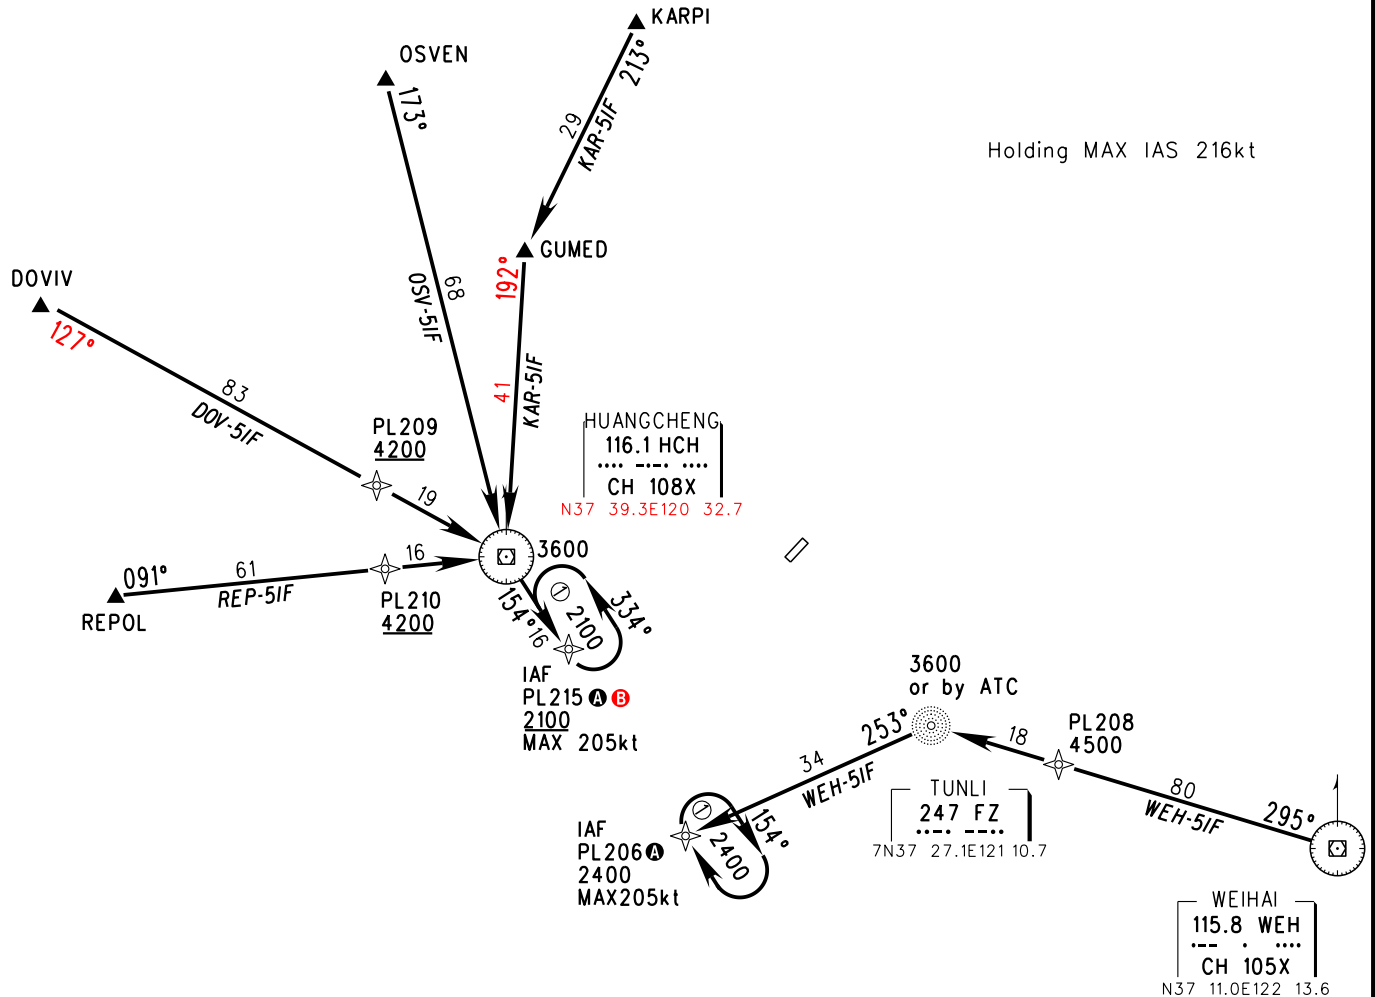 KARPI
213°
29
KAR-5IF
OSVEN
173°
68
OSV-5IF
Holding MAX IAS 216kt
GUMED
192°
41
KAR-5IF
DOVIV
127°
83
DOV-5IF
PL209
4200
19
HUANGCHENG
116.1 HCH
CH 108X
N37 39.3E120 32.7
3600
091°
61
REP-5IF
REPOL
16
PL210
4200
154°
16
1
2100
334°
IAF
PL215 A B
2100
MAX 205kt
3600
or by ATC
253°
34
WEH-5IF
18
PL208
4500
80
WEH-5IF
295°
TUNLI
247 FZ
7N37 27.1E121 10.7
1
2400
154°
IAF
PL206 A
2400
MAX205kt
WEIHAI
115.8 WEH
CH 105X
N37 11.0E122 13.6